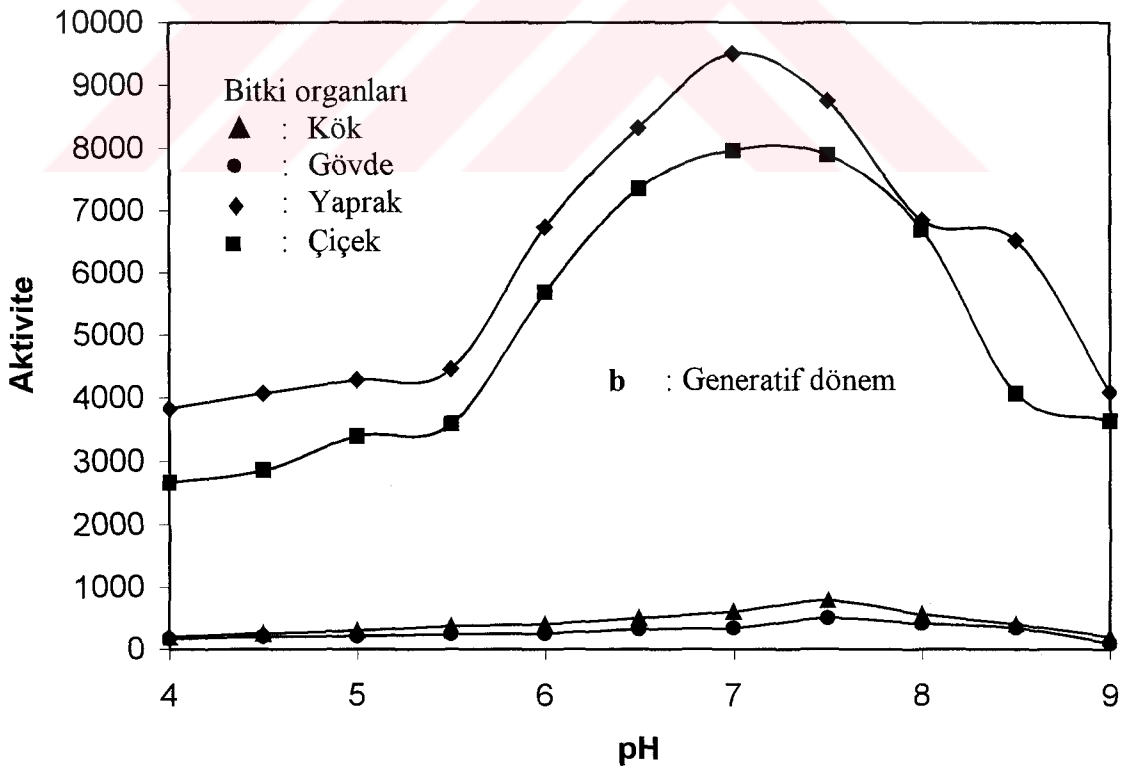 10000
9000
8000
7000
6000
5000
4000
3000
2000
1000
0
Aktivite
Bitki organları
▲ : Kök
● : Gövde
◆ : Yaprak
■ : Çiçek
b : Generatif dönem
4 5 6 7 8 9
pH